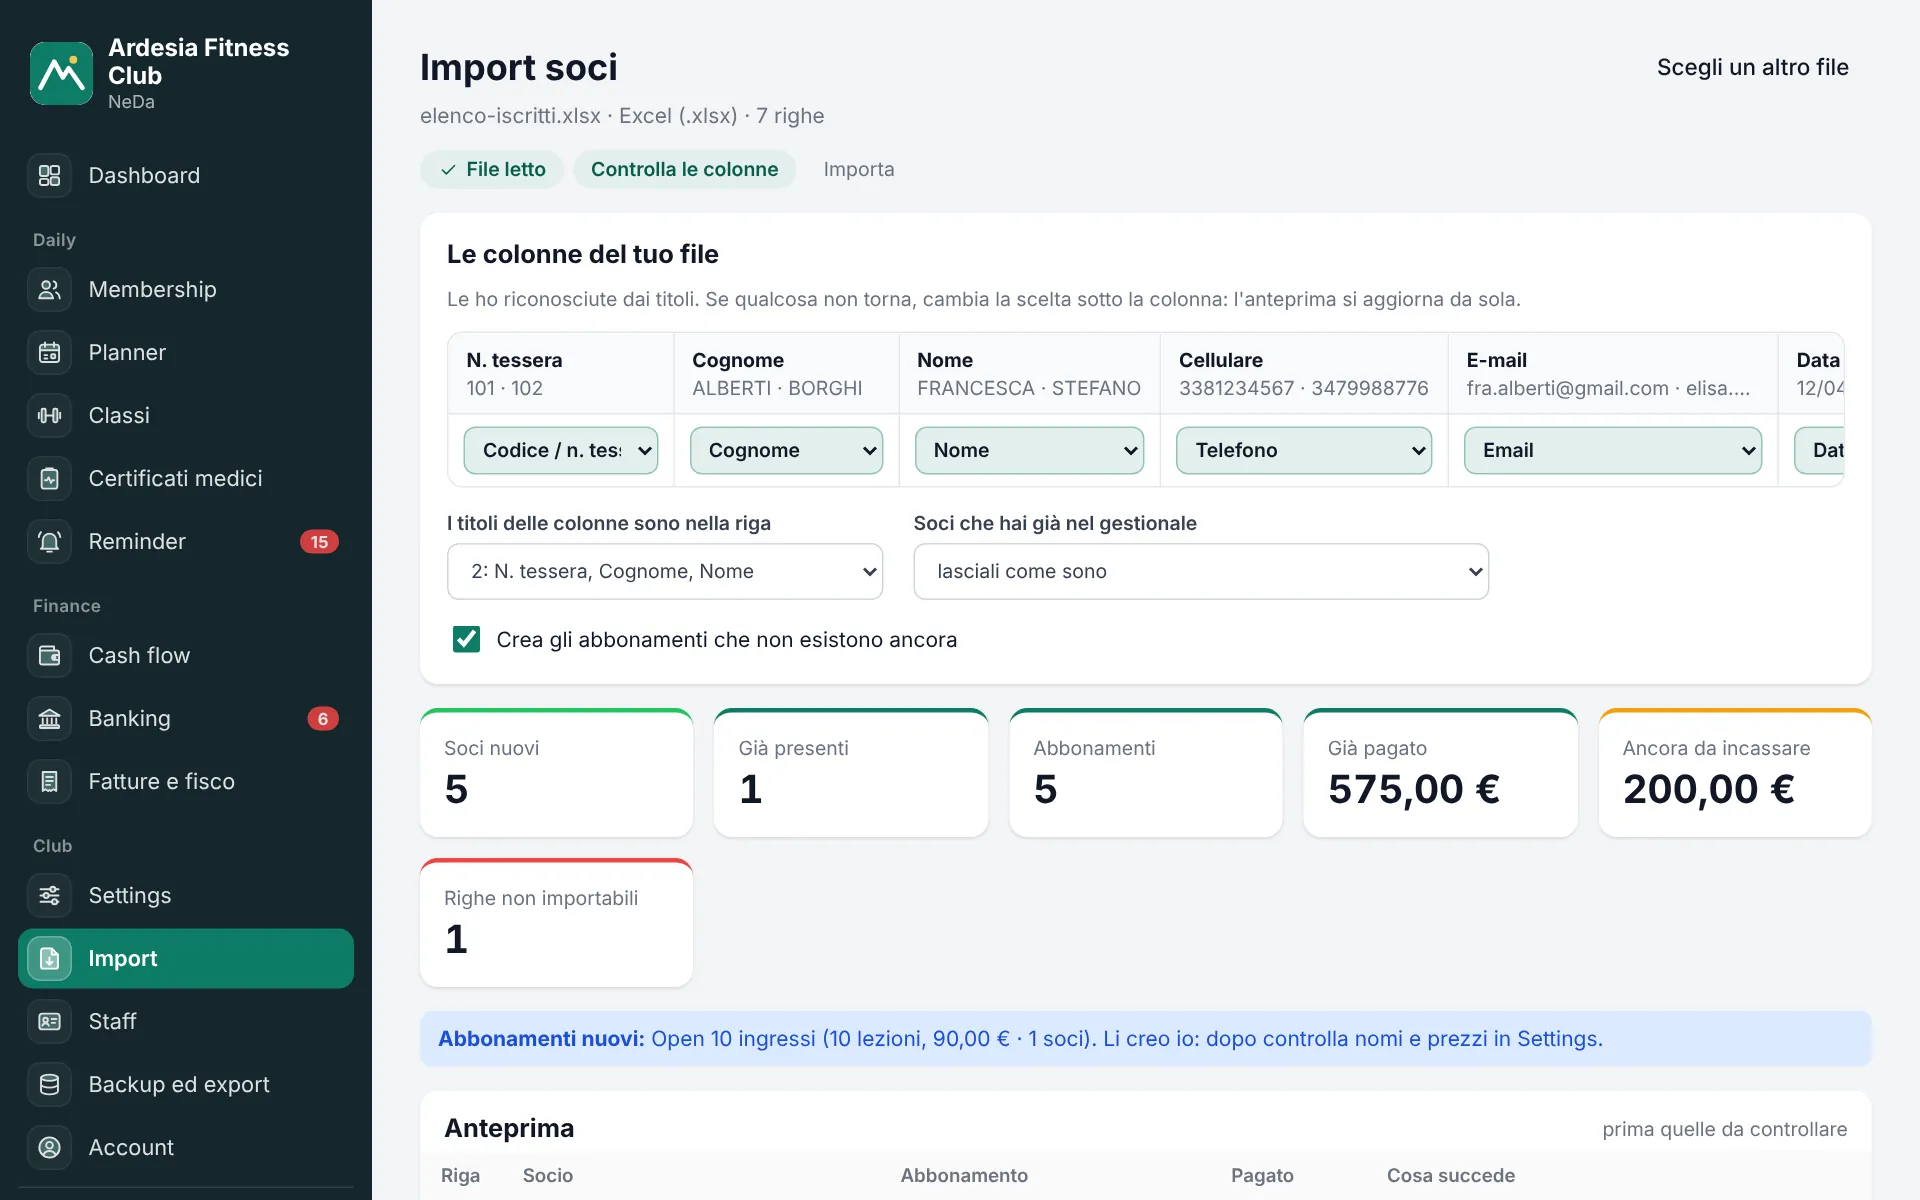 Ardesia Fitness
Club
NeDa
Dashboard
Daily
Membership
Planner
Classi
Certificati medici
Reminder
15
Finance
Cash flow
Banking
6
Fatture e fisco
Club
Settings
Import
Staff
Backup ed export
Account
Import soci
Scegli un altro file
elenco-iscritti.xlsx · Excel (.xlsx) · 7 righe
File letto
Controlla le colonne
Importa
Le colonne del tuo file
Le ho riconosciute dai titoli. Se qualcosa non torna, cambia la scelta sotto la colonna: l'anteprima si aggiorna da sola.
N. tessera
Cognome
Nome
Cellulare
E-mail
Data
101 · 102
ALBERTI · BORGHI
FRANCESCA · STEFANO
3381234567 · 3479988776
fra.alberti@gmail.com · elisa....
12/04
Codice / n. tess
Cognome
Nome
Telefono
Email
Dat
I titoli delle colonne sono nella riga
Soci che hai già nel gestionale
2: N. tessera, Cognome, Nome
lasciali come sono
Crea gli abbonamenti che non esistono ancora
Soci nuovi
5
Già presenti
1
Abbonamenti
5
Già pagato
575,00 €
Ancora da incassare
200,00 €
Righe non importabili
1
Abbonamenti nuovi: Open 10 ingressi (10 lezioni, 90,00 € · 1 soci). Li creo io: dopo controlla nomi e prezzi in Settings.
Anteprima
prima quelle da controllare
Riga
Socio
Abbonamento
Pagato
Cosa succede